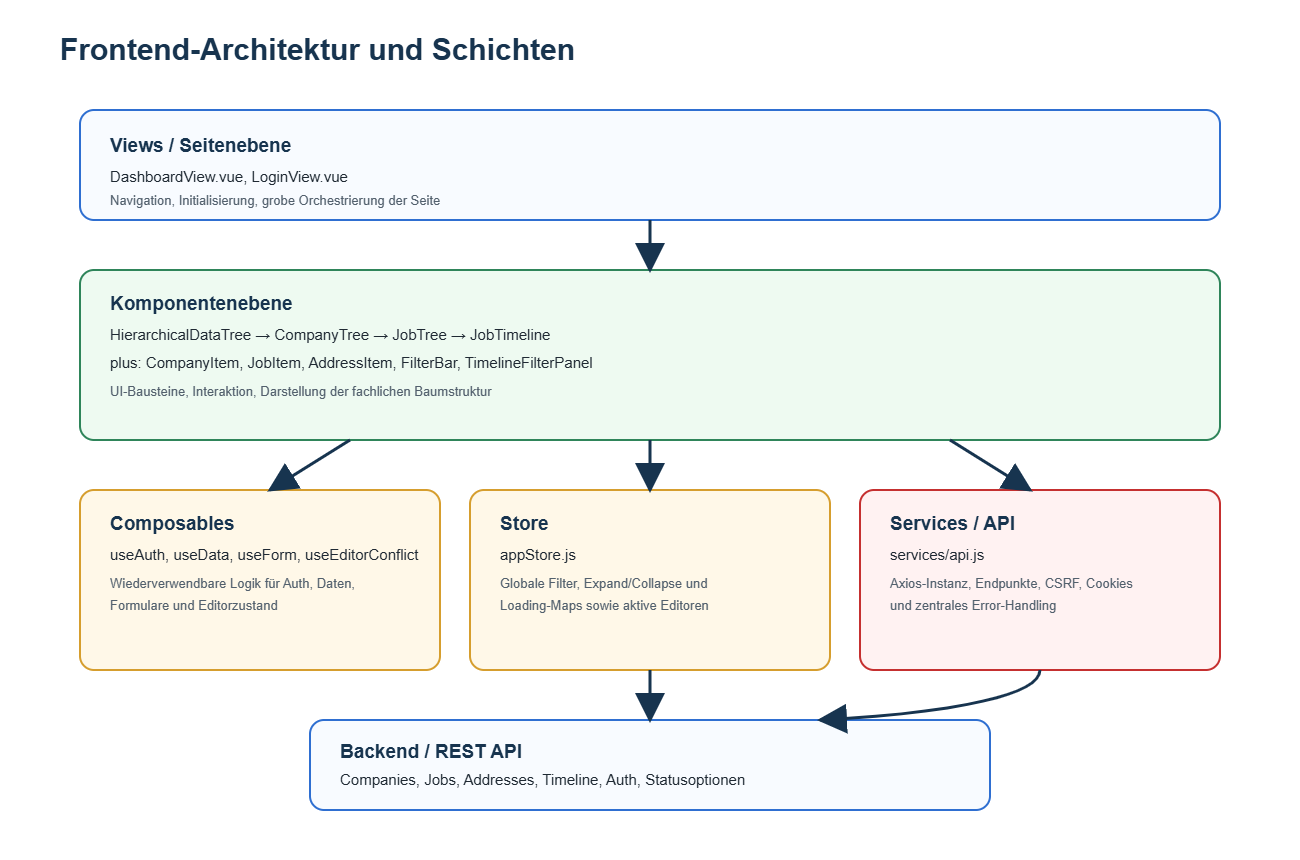 Frontend-Architektur und Schichten
Views / Seitenebene
DashboardView.vue, LoginView.vue
Navigation, Initialisierung, grobe Orchestrierung der Seite
Komponentenebene
HierarchicalDataTree → CompanyTree → JobTree → JobTimeline
plus: CompanyItem, JobItem, AddressItem, FilterBar, TimelineFilterPanel
UI-Bausteine, Interaktion, Darstellung der fachlichen Baumstruktur
Composables
useAuth, useData, useForm, useEditorConflict
Wiederverwendbare Logik für Auth, Daten,
Formulare und Editorzustand
Store
appStore.js
Globale Filter, Expand/Collapse und
Loading-Maps sowie aktive Editoren
Services / API
services/api.js
Axios-Instanz, Endpunkte, CSRF, Cookies
und zentrales Error-Handling
Backend / REST API
Companies, Jobs, Addresses, Timeline, Auth, Statusoptionen